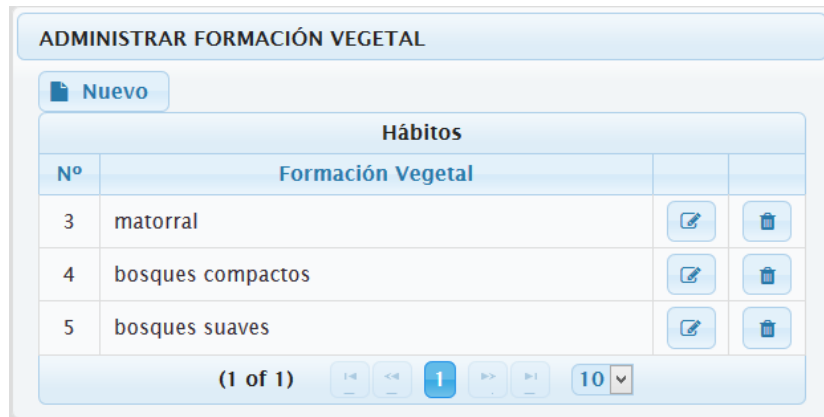 ADMINISTRAR FORMACIÓN VEGETAL
Nuevo
Hábitos
Nº Formación Vegetal
3 matorral
4 bosques compactos
5 bosques suaves
(1 of 1) 1 10